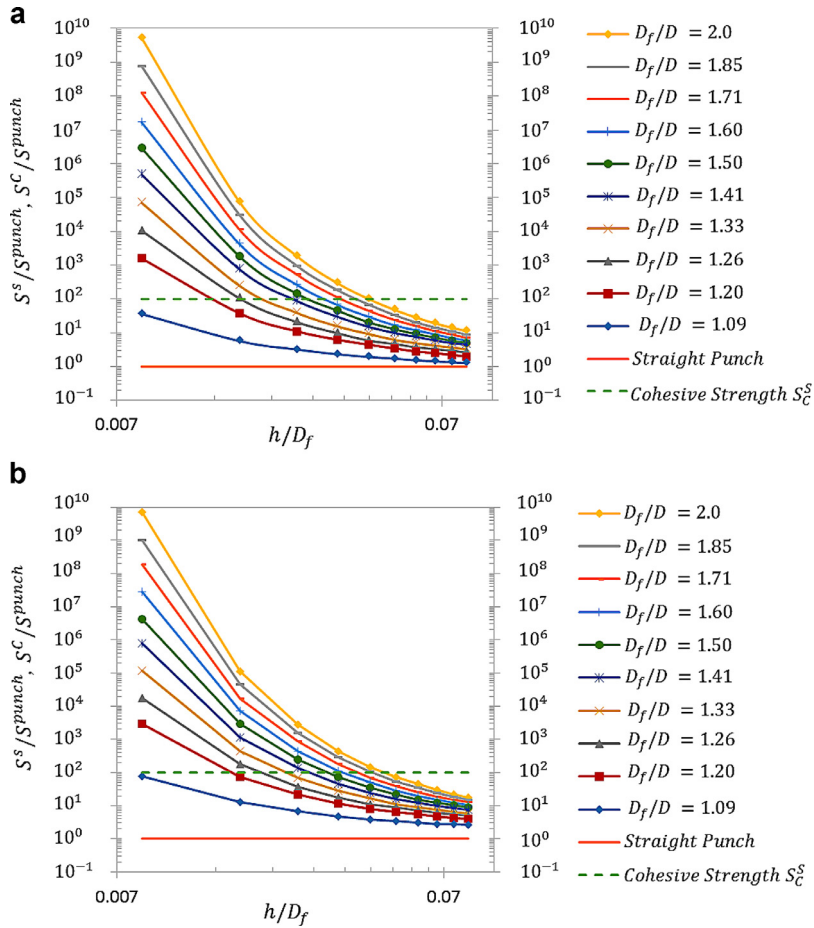 a
10^10
10^9
10^8
10^7
10^6
10^5
10^4
10^3
10^2
10^1
10^0
10^-1
S^s/S^punch, S^C/S^punch
0.007
0.07
h/D_f
10^10
10^9
10^8
10^7
10^6
10^5
10^4
10^3
10^2
10^1
10^0
10^-1
D_f/D = 2.0
D_f/D = 1.85
D_f/D = 1.71
D_f/D = 1.60
D_f/D = 1.50
D_f/D = 1.41
D_f/D = 1.33
D_f/D = 1.26
D_f/D = 1.20
D_f/D = 1.09
Straight Punch
Cohesive Strength S_C^S
b
10^10
10^9
10^8
10^7
10^6
10^5
10^4
10^3
10^2
10^1
10^0
10^-1
S^s/S^punch, S^C/S^punch
0.007
0.07
h/D_f
10^10
10^9
10^8
10^7
10^6
10^5
10^4
10^3
10^2
10^1
10^0
10^-1
D_f/D = 2.0
D_f/D = 1.85
D_f/D = 1.71
D_f/D = 1.60
D_f/D = 1.50
D_f/D = 1.41
D_f/D = 1.33
D_f/D = 1.26
D_f/D = 1.20
D_f/D = 1.09
Straight Punch
Cohesive Strength S_C^S